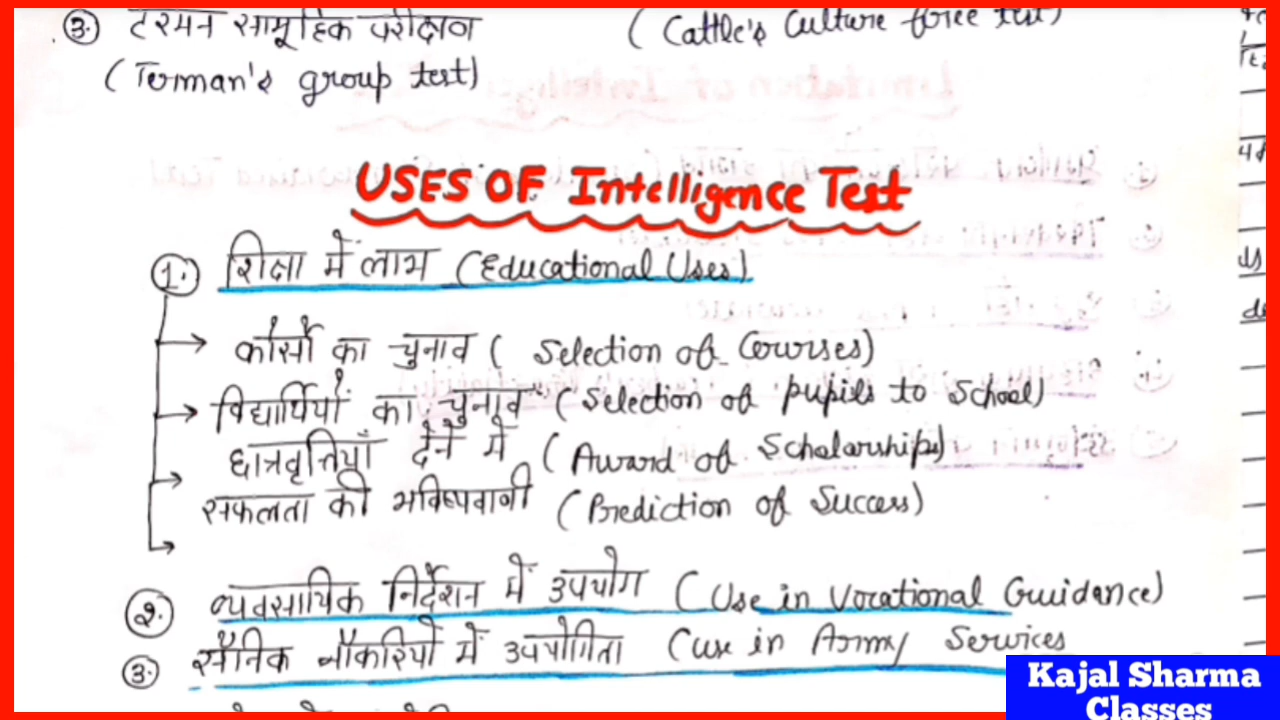 ③ टरमन सामूहिक परीक्षण (Cattle's Culture free test)
(Terman's group test)
USES OF Intelligence Test
①. शिक्षा में लाभ (Educational Uses)
→ कोर्सों का चुनाव (Selection of Courses)
→ विद्यार्थियों का चुनाव (Selection of pupils to School)
→ छात्रवृत्तियाँ देने में (Award of Scholarships)
→ सफलता की भविष्यवाणी (Prediction of Success)
②. व्यवसायिक निर्देशन में उपयोग (Use in Vocational Guidence)
③. सैनिक नौकरियों में उपयोगिता (use in Army Services
Kajal Sharma
Classes